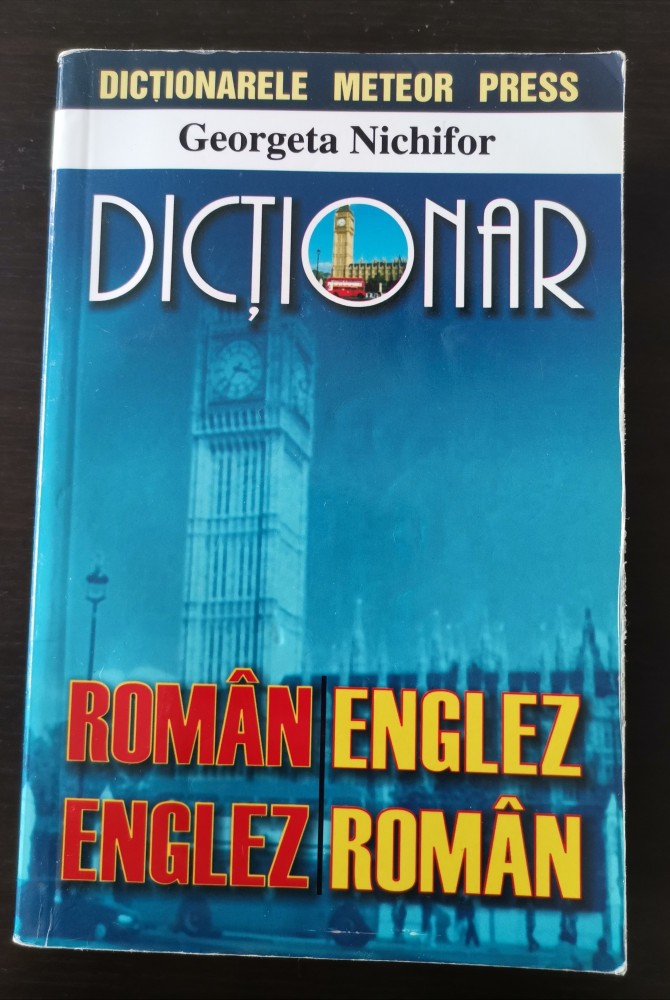 DICȚIONARELE METEOR PRESS
Georgeta Nichifor
DICȚIONAR
ROMÂN ENGLEZ
ENGLEZ ROMÂN